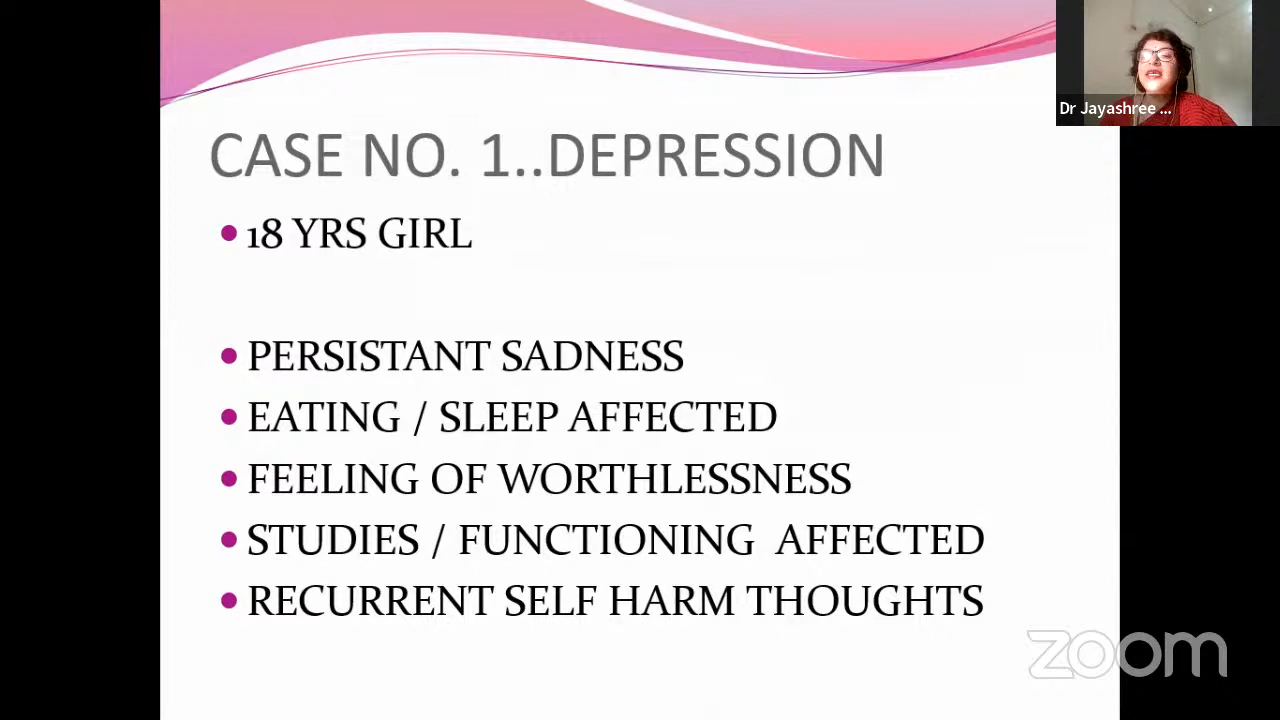 Dr Jayashree ...
CASE NO. 1..DEPRESSION
• 18 YRS GIRL
• PERSISTANT SADNESS
• EATING / SLEEP AFFECTED
• FEELING OF WORTHLESSNESS
• STUDIES / FUNCTIONING AFFECTED
• RECURRENT SELF HARM THOUGHTS
zoom